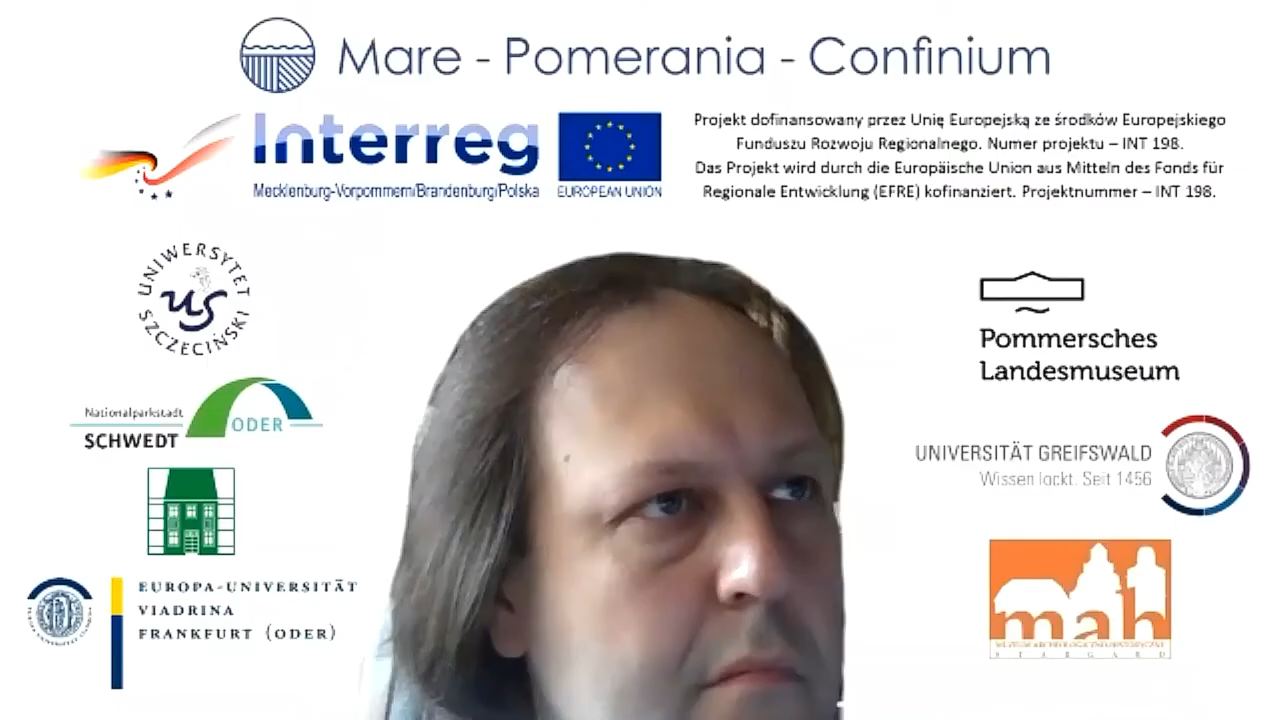 Mare - Pomerania - Confinium
Interreg
Mecklenburg-Vorpommern/Brandenburg/Polska
EUROPEAN UNION
Projekt dofinansowany przez Unię Europejską ze środków Europejskiego
Funduszu Rozwoju Regionalnego. Numer projektu – INT 198.
Das Projekt wird durch die Europäische Union aus Mitteln des Fonds für
Regionale Entwicklung (EFRE) kofinanziert. Projektnummer – INT 198.
UNIWERSYTET
US
SZCZECIŃSKI
Nationalparkstadt
SCHWEDT
ODER
EUROPA-UNIVERSITÄT
VIADRINA
FRANKFURT (ODER)
Pommersches
Landesmuseum
UNIVERSITÄT GREIFSWALD
Wissen lockt. Seit 1456
mah
STARGARD